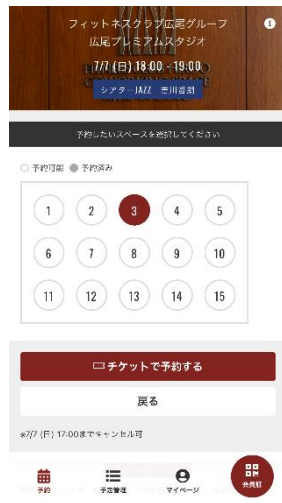 フィットネスクラブ広尾グループ
広尾プレミアムスタジオ
7/7 (日) 18:00 - 19:00
シアターJAZZ
予約したいスペースを選択してください
予約可能 予約済み
1 2 3 4 5
6 7 8 9 10
11 12 13 14 15
チケットで予約する
戻る
※7/7 (日) 17:00までキャンセル可
予約 予定管理 マイページ 会員証